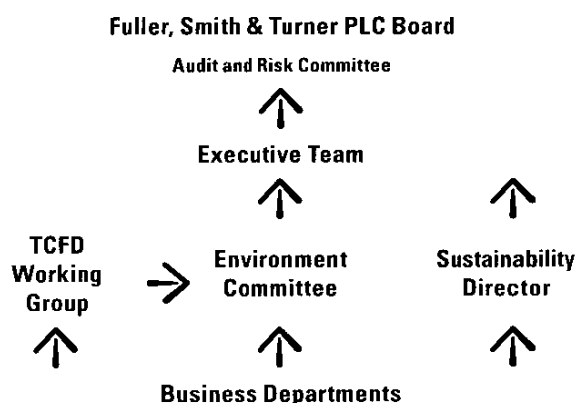 Fuller, Smith & Turner PLC Board
Audit and Risk Committee
Executive Team
TCFD
Working
Group
Environment
Committee
Sustainability
Director
Business Departments